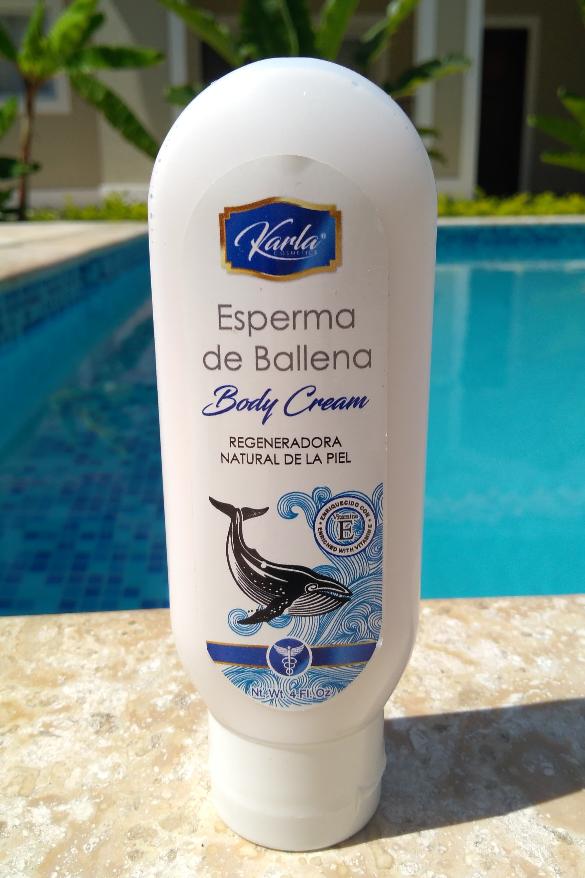 Karla®
COSMETICS
Esperma
de Ballena
Body Cream
REGENERADORA
NATURAL DE LA PIEL
ENRIQUECIDO CON
Vitamina
E
ENRICHED WITH VITAMIN E
Nt. Wt. 4 Fl. Oz